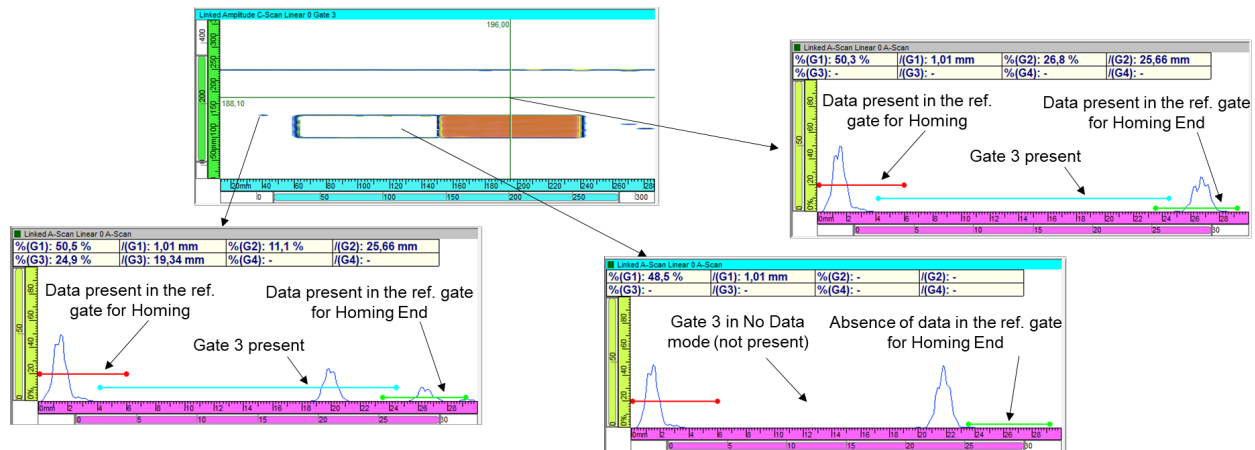 Linked Amplitude C-Scan Linear 0 Gate 3
196,00
188,10
Linked A-Scan Linear 0 A-Scan
%(G1): 50,3 % /(G1): 1,01 mm %(G2): 26,8 % /(G2): 25,66 mm
%(G3): - /(G3): - %(G4): - /(G4): -
Data present in the ref.
gate for Homing
Data present in the ref. gate
for Homing End
Gate 3 present
Linked A-Scan Linear 0 A-Scan
%(G1): 50,5 % /(G1): 1,01 mm %(G2): 11,1 % /(G2): 25,66 mm
%(G3): 24,9 % /(G3): 19,34 mm %(G4): - /(G4): -
Data present in the ref.
gate for Homing
Data present in the ref. gate
for Homing End
Gate 3 present
Linked A-Scan Linear 0 A-Scan
%(G1): 48,5 % /(G1): 1,01 mm %(G2): - /(G2): -
%(G3): - /(G3): - %(G4): - /(G4): -
Gate 3 in No Data
mode (not present)
Absence of data in the ref. gate
for Homing End